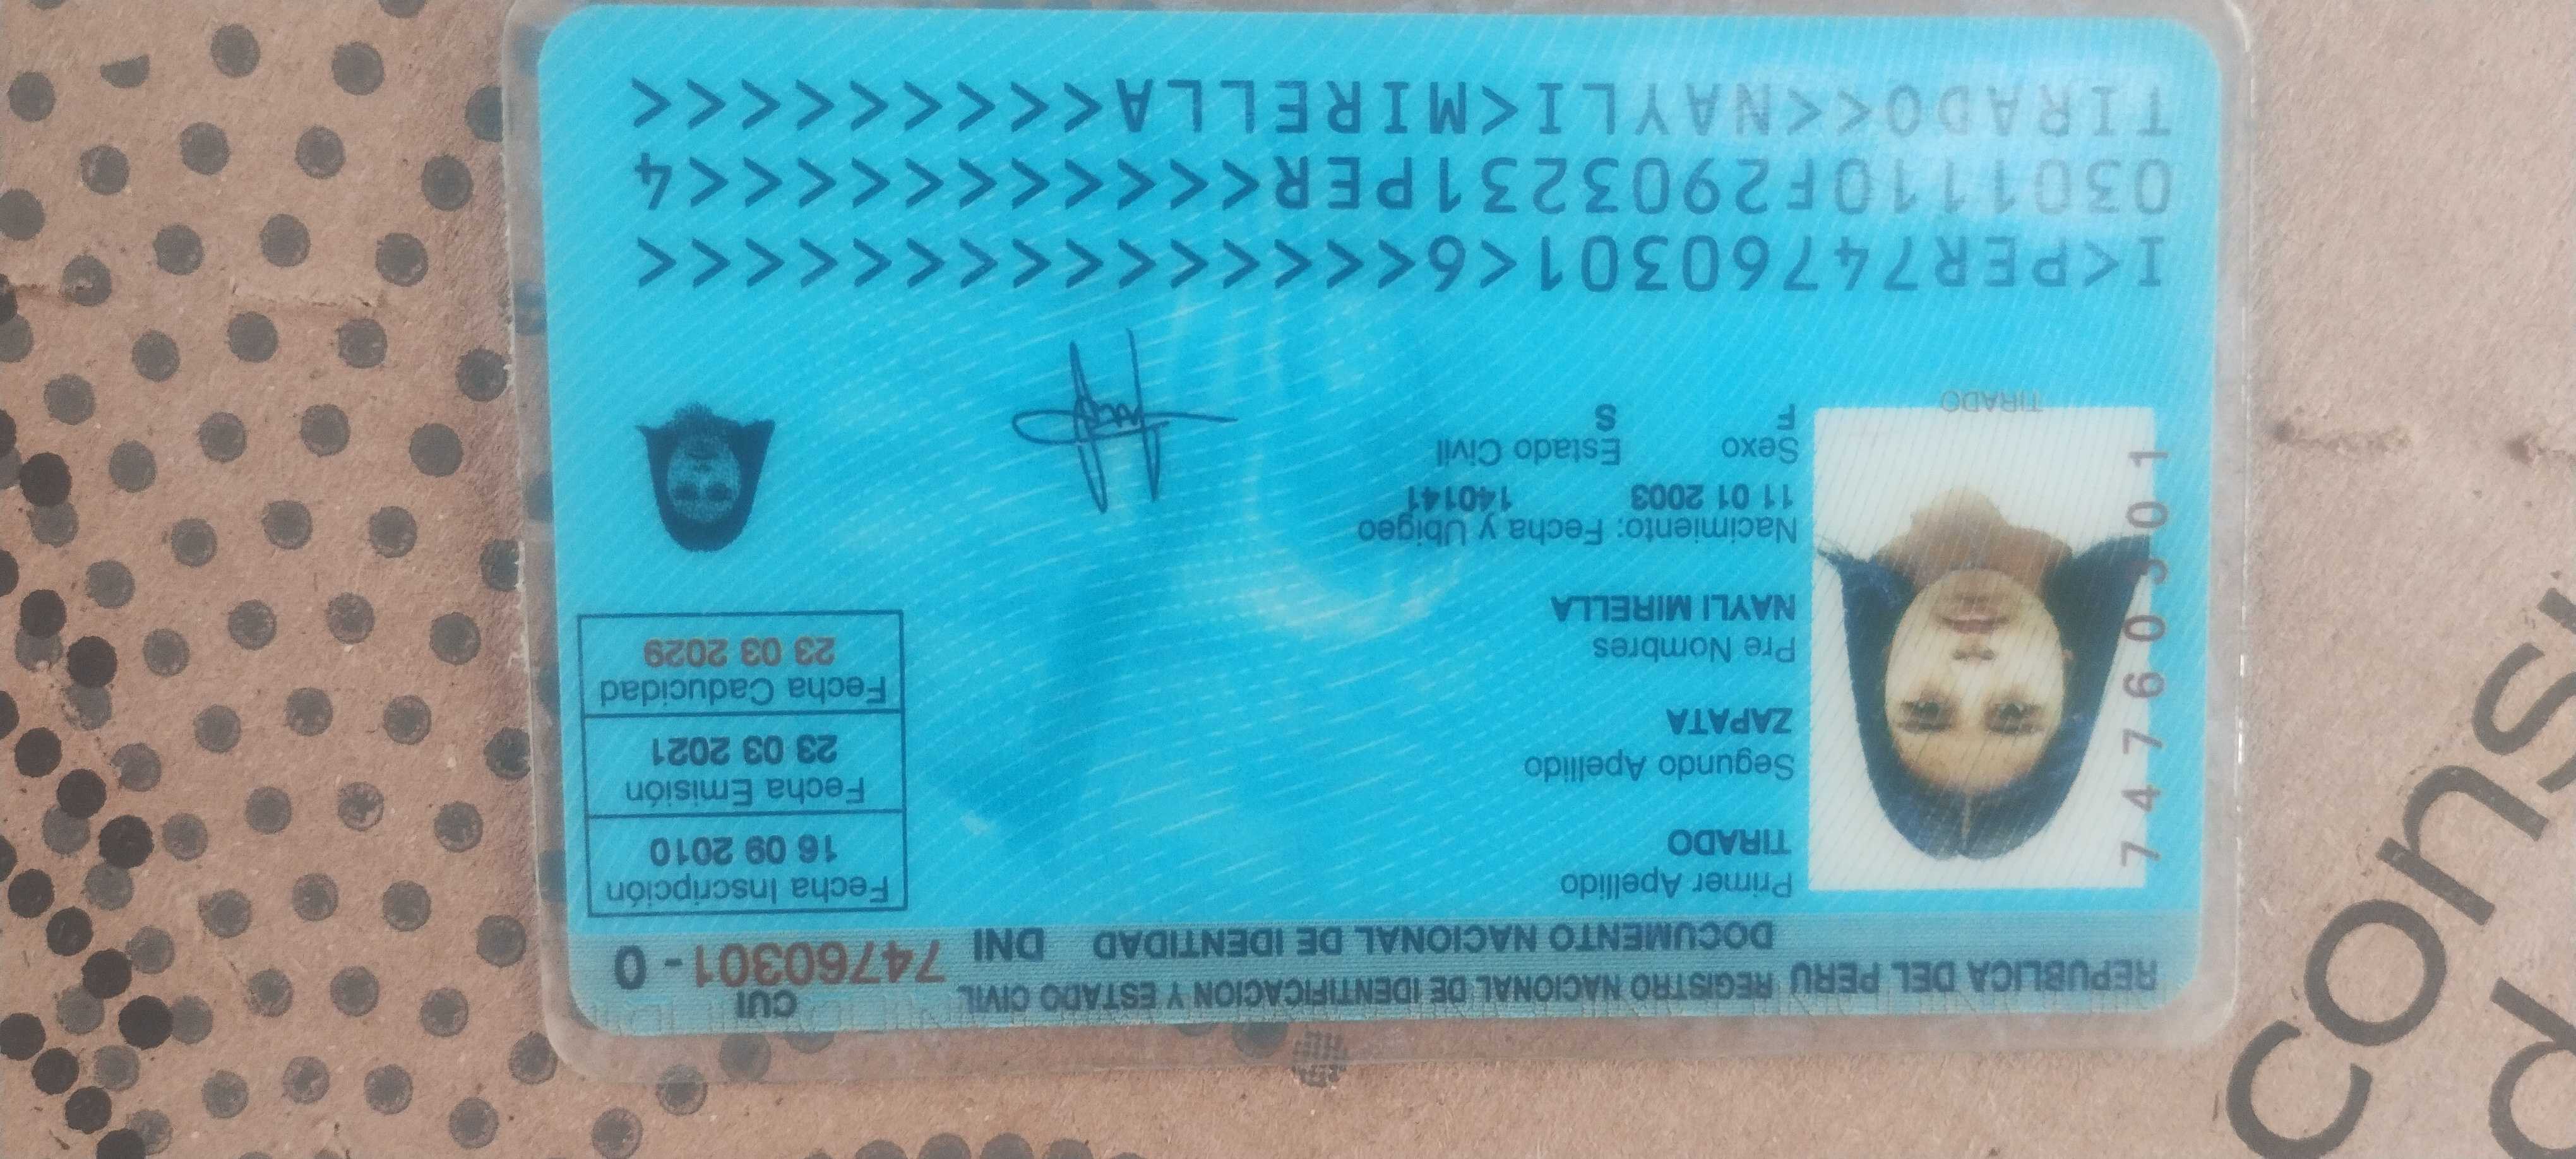 REPUBLICA DEL PERU REGISTRO NACIONAL DE IDENTIFICACION Y ESTADO CIVIL
CUI
DOCUMENTO NACIONAL DE IDENTIDAD DNI 74760301 - 0
Primer Apellido
TIRADO
Segundo Apellido
ZAPATA
Pre Nombres
NAYLI MIRELLA
Nacimiento: Fecha y Ubigeo
11 01 2003 140141
Sexo Estado Civil
F S
Fecha Inscripción
16 09 2010
Fecha Emisión
23 03 2021
Fecha Caducidad
23 03 2029
74760301
TIRADO
I<PER74760301<6<<<<<<<<<<<<<<<
0301110F2903231PER<<<<<<<<<<<4
TIRADO<<NAYLI<MIRELLA<<<<<<<<<